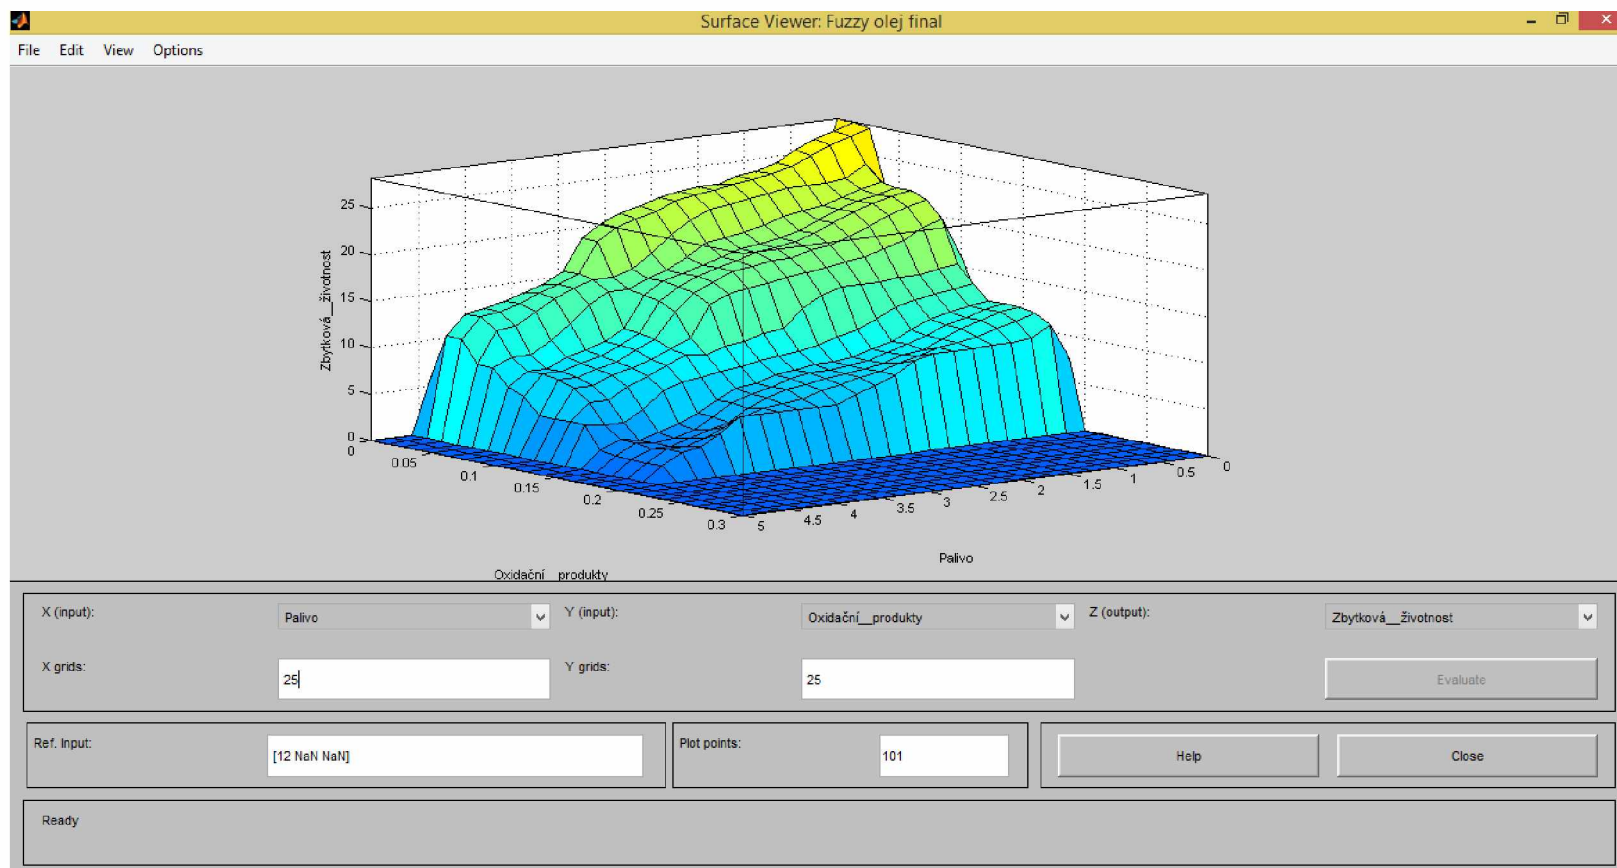 Surface Viewer: Fuzzy olej final
File Edit View Options
25
20
15
10
5
0
Zbytková__životnost
0
0.05
0.1
0.15
0.2
0.25
0.3
5
4.5
4
3.5
3
2.5
2
1.5
1
0.5
0
Palivo
Oxidační__produkty
X (input): Palivo Y (input): Oxidační__produkty Z (output): Zbytková__životnost
X grids: 25 Y grids: 25 Evaluate
Ref. Input: [12 NaN NaN] Plot points: 101 Help Close
Ready